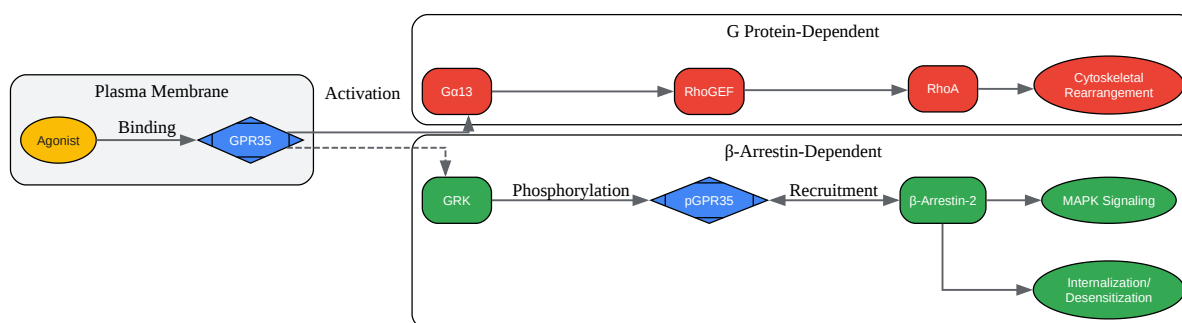 G Protein-Dependent
Plasma Membrane
Activation
Gα13
RhoGEF
RhoA
Cytoskeletal
Rearrangement
Agonist
Binding
GPR35
β-Arrestin-Dependent
GRK
Phosphorylation
pGPR35
Recruitment
β-Arrestin-2
MAPK Signaling
Internalization/
Desensitization